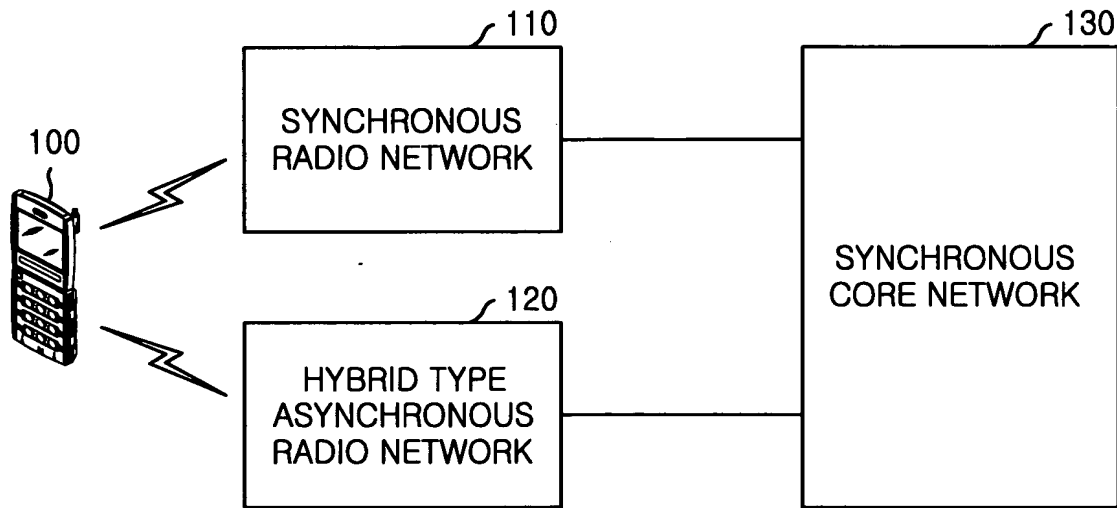 110
SYNCHRONOUS
RADIO NETWORK
130
100
SYNCHRONOUS
CORE NETWORK
120
HYBRID TYPE
ASYNCHRONOUS
RADIO NETWORK